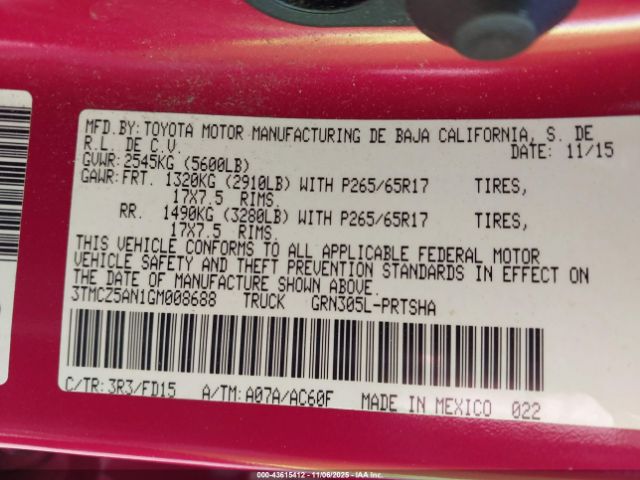 MFD.BY:TOYOTA MOTOR MANUFACTURING DE BAJA CALIFORNIA, S. DE
R.L. DE C.V. DATE: 11/15
GVWR:2545KG (5600LB)
GAWR:FRT. 1320KG (2910LB) WITH P265/65R17 TIRES,
17X7.5 RIMS.
RR. 1490KG (3280LB) WITH P265/65R17 TIRES,
17X7.5 RIMS.
THIS VEHICLE CONFORMS TO ALL APPLICABLE FEDERAL MOTOR
VEHICLE SAFETY AND THEFT PREVENTION STANDARDS IN EFFECT ON
THE DATE OF MANUFACTURE SHOWN ABOVE.
3TMCZ5AN1GM008688 TRUCK GRN305L-PRTSHA
C/TR:3R3/FD15 A/TM:A07A/AC60F MADE IN MEXICO 022
000-43615412 - 11/06/2025 - IAA Inc.